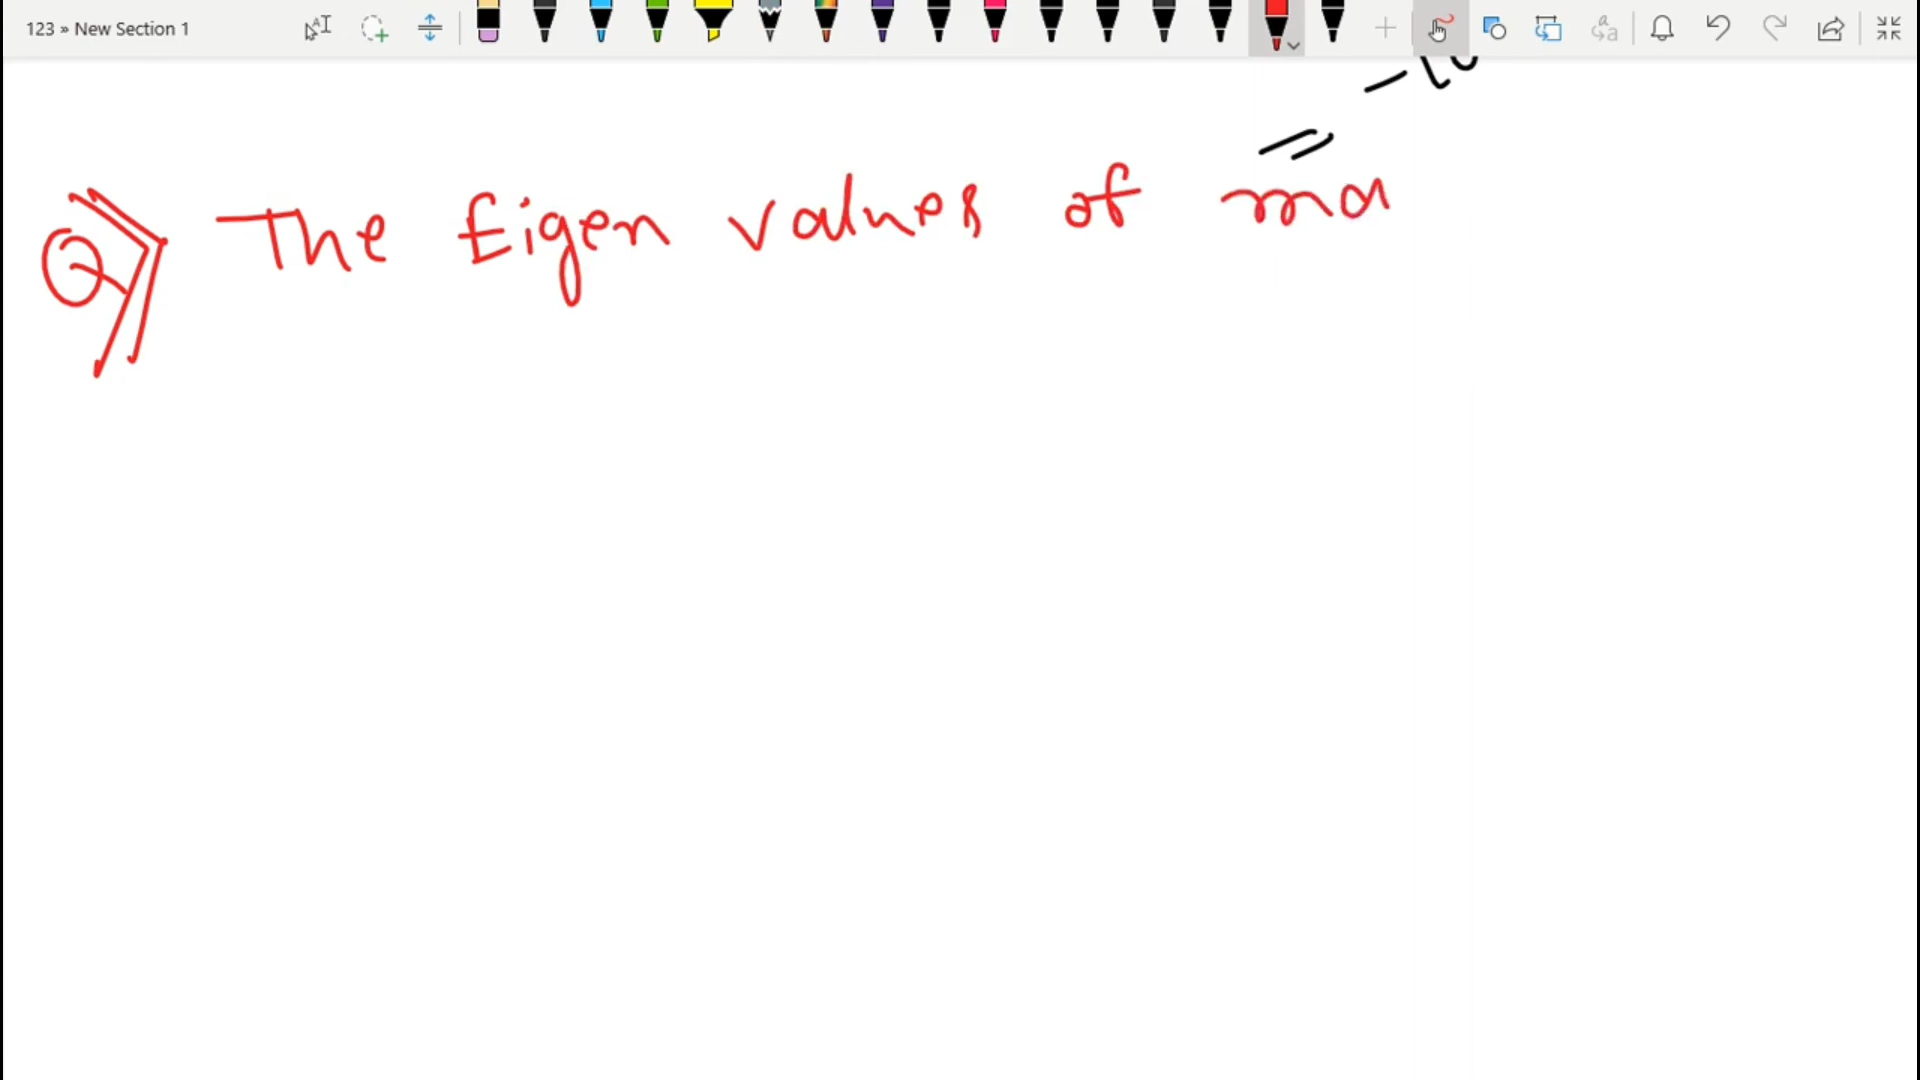 123 » New Section 1
Q
The Eigen values of ma